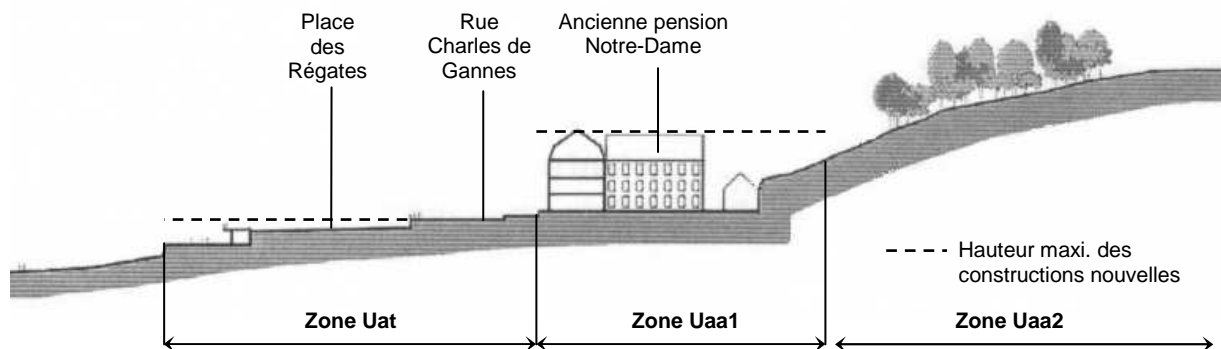 Place
des
Régates
Rue
Charles de
Gannes
Ancienne pension
Notre-Dame
Hauteur maxi. des
constructions nouvelles
Zone Uat
Zone Uaa1
Zone Uaa2